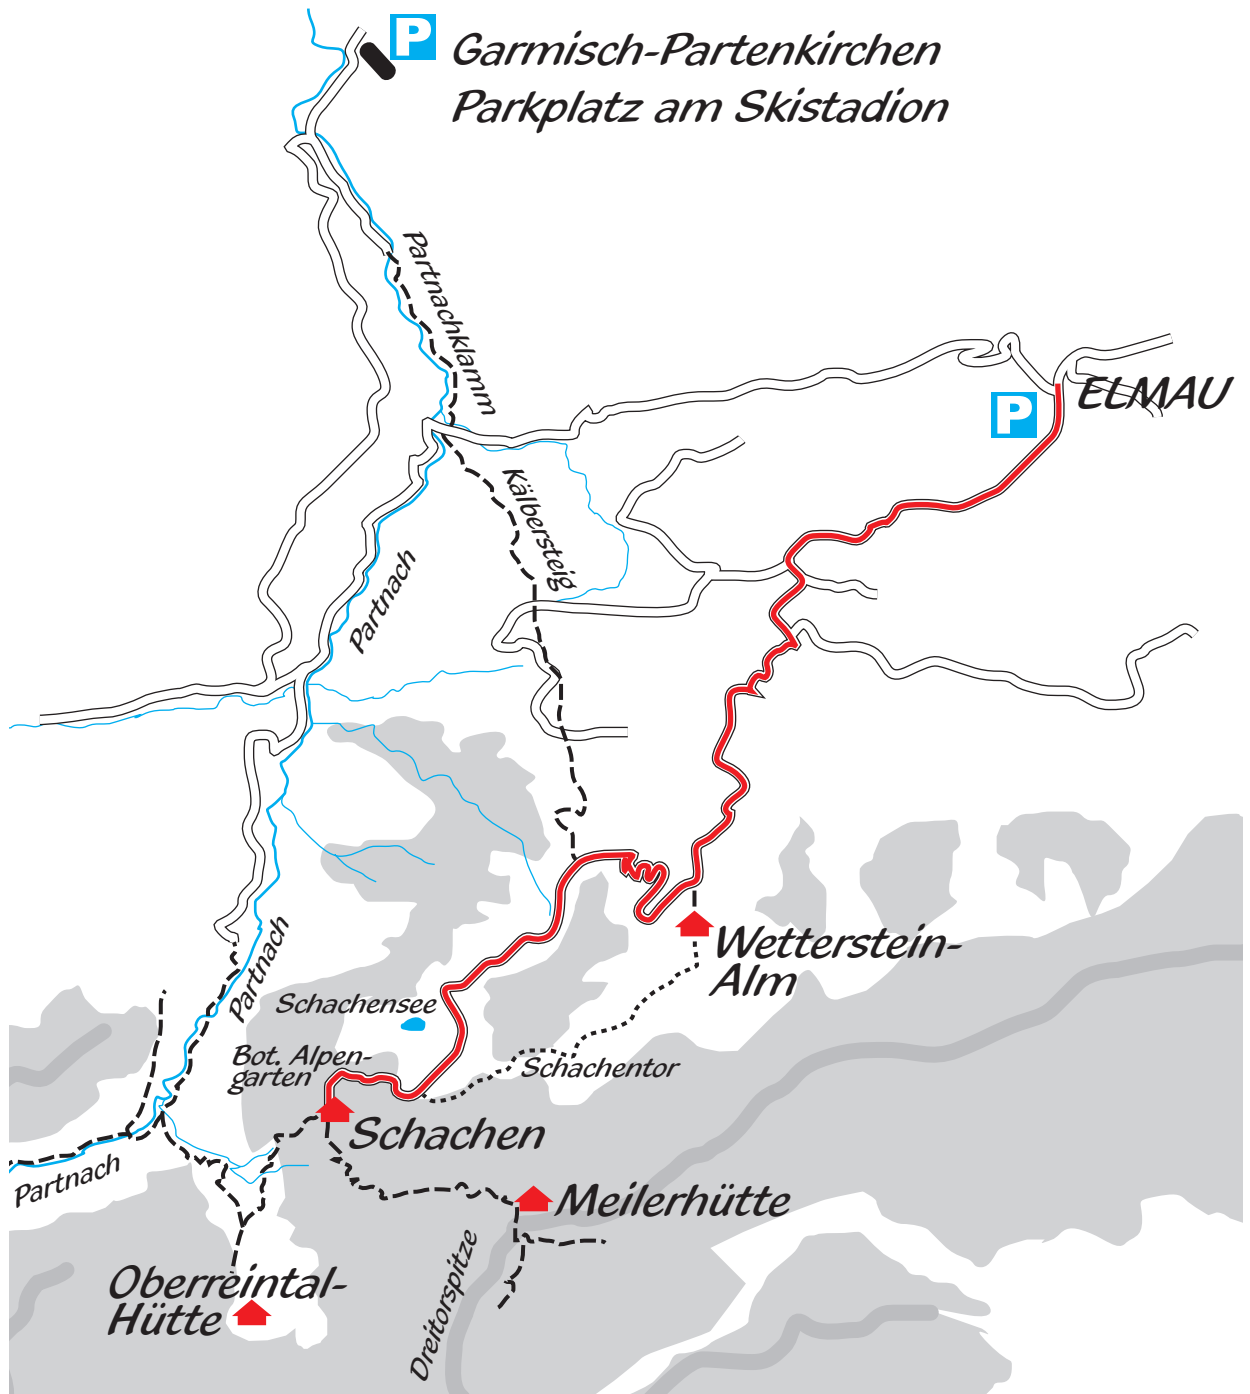 P
Garmisch-Partenkirchen
Parkplatz am Skistadion
Partnachklamm
P
ELMAU
Kälbersteig
Partnach
Partnach
Wetterstein-
Alm
Schachensee
Bot. Alpen-
garten
Schachentor
Schachen
Partnach
Meilerhütte
Dreitorspitze
Oberreintal-
Hütte